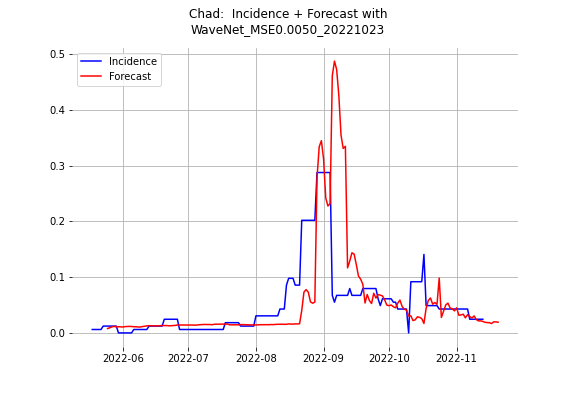 Chad:  Incidence + Forecast with
WaveNet_MSE0.0050_20221023
Incidence
Forecast
0.5
0.4
0.3
0.2
0.1
0.0
2022-06 2022-07 2022-08 2022-09 2022-10 2022-11